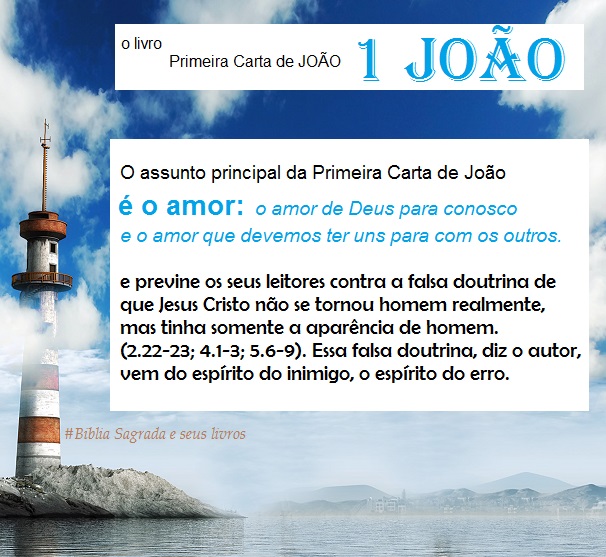 o livro
Primeira Carta de JOÃO
1 JOÃO
O assunto principal da Primeira Carta de João
é o amor: o amor de Deus para conosco
e o amor que devemos ter uns para com os outros.
e previne os seus leitores contra a falsa doutrina de
que Jesus Cristo não se tornou homem realmente,
mas tinha somente a aparência de homem.
(2.22-23; 4.1-3; 5.6-9). Essa falsa doutrina, diz o autor,
vem do espírito do inimigo, o espírito do erro.
#Bíblia Sagrada e seus livros